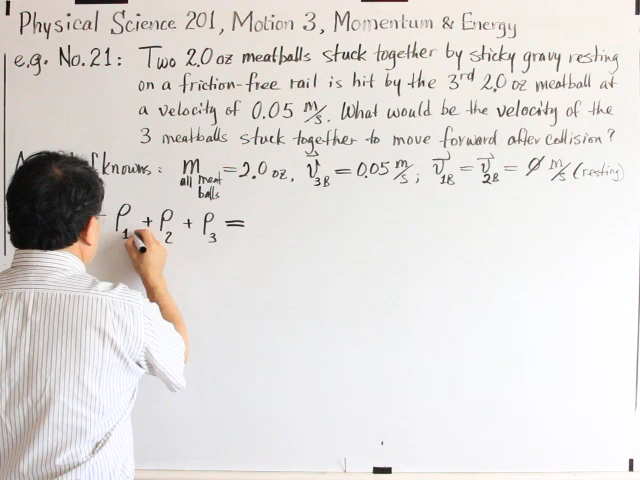 Physical Science 201, Motion 3, Momentum & Energy
e.g. No.21: Two 2.0 oz meatballs stuck together by sticky gravy resting
on a friction-free rail is hit by the 3rd 2.0 oz meatball at
a velocity of 0.05 m/s. What would be the velocity of the
3 meatballs stuck together to move forward after collision?
knowns: m all meat balls = 2.0 oz, v⃗3B = 0.05 m/s; v⃗1B = v⃗2B = 0 m/s (resting)
P1 + P2 + P3 =